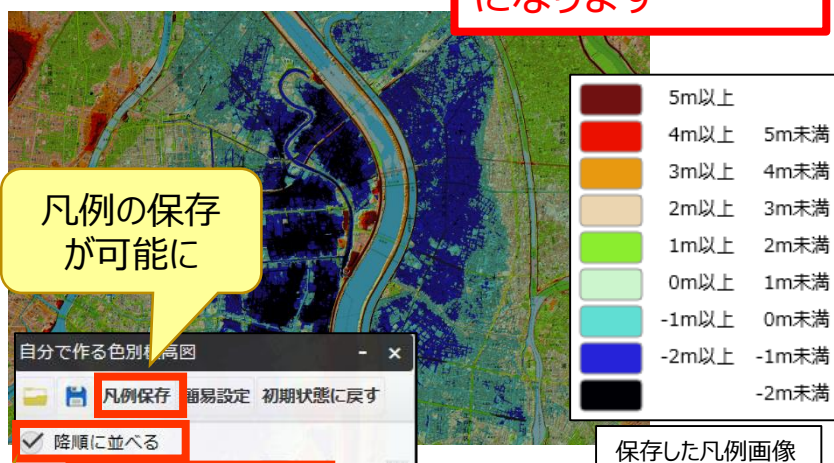 になります
5m以上
4m以上 5m未満
3m以上 4m未満
2m以上 3m未満
1m以上 2m未満
0m以上 1m未満
-1m以上 0m未満
-2m以上 -1m未満
-2m未満
保存した凡例画像
凡例の保存
が可能に
自分で作る色別標高図 - ×
凡例保存 簡易設定 初期状態に戻す
降順に並べる